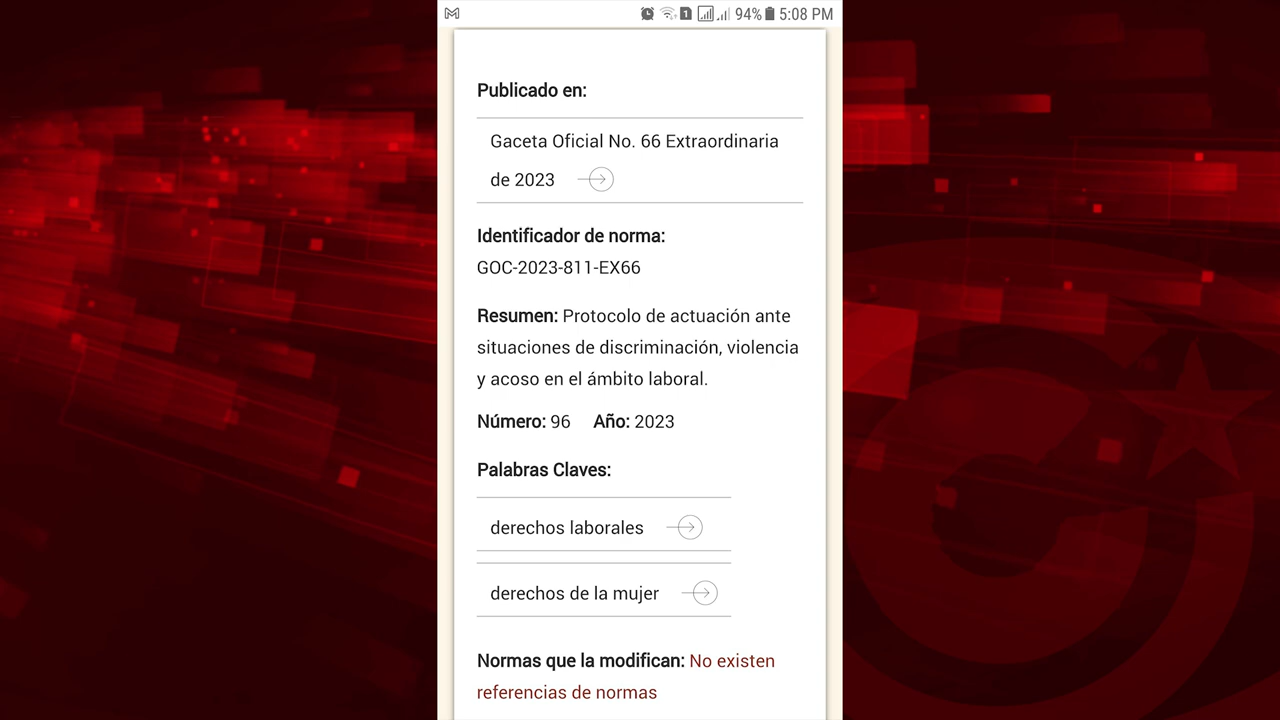 1 94% 5:08 PM
Publicado en:
Gaceta Oficial No. 66 Extraordinaria
de 2023
Identificador de norma:
GOC-2023-811-EX66
Resumen: Protocolo de actuación ante
situaciones de discriminación, violencia
y acoso en el ámbito laboral.
Número: 96 Año: 2023
Palabras Claves:
derechos laborales
derechos de la mujer
Normas que la modifican: No existen
referencias de normas